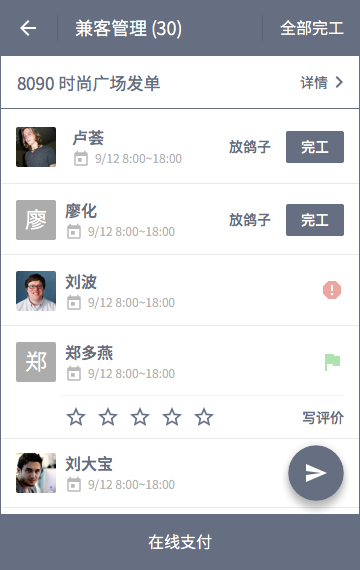 兼客管理 (30)
全部完工
8090 时尚广场发单
详情
卢荟
9/12 8:00~18:00
放鸽子
完工
廖
廖化
9/12 8:00~18:00
放鸽子
完工
刘波
9/12 8:00~18:00
郑
郑多燕
9/12 8:00~18:00
写评价
刘大宝
9/12 8:00~18:00
在线支付